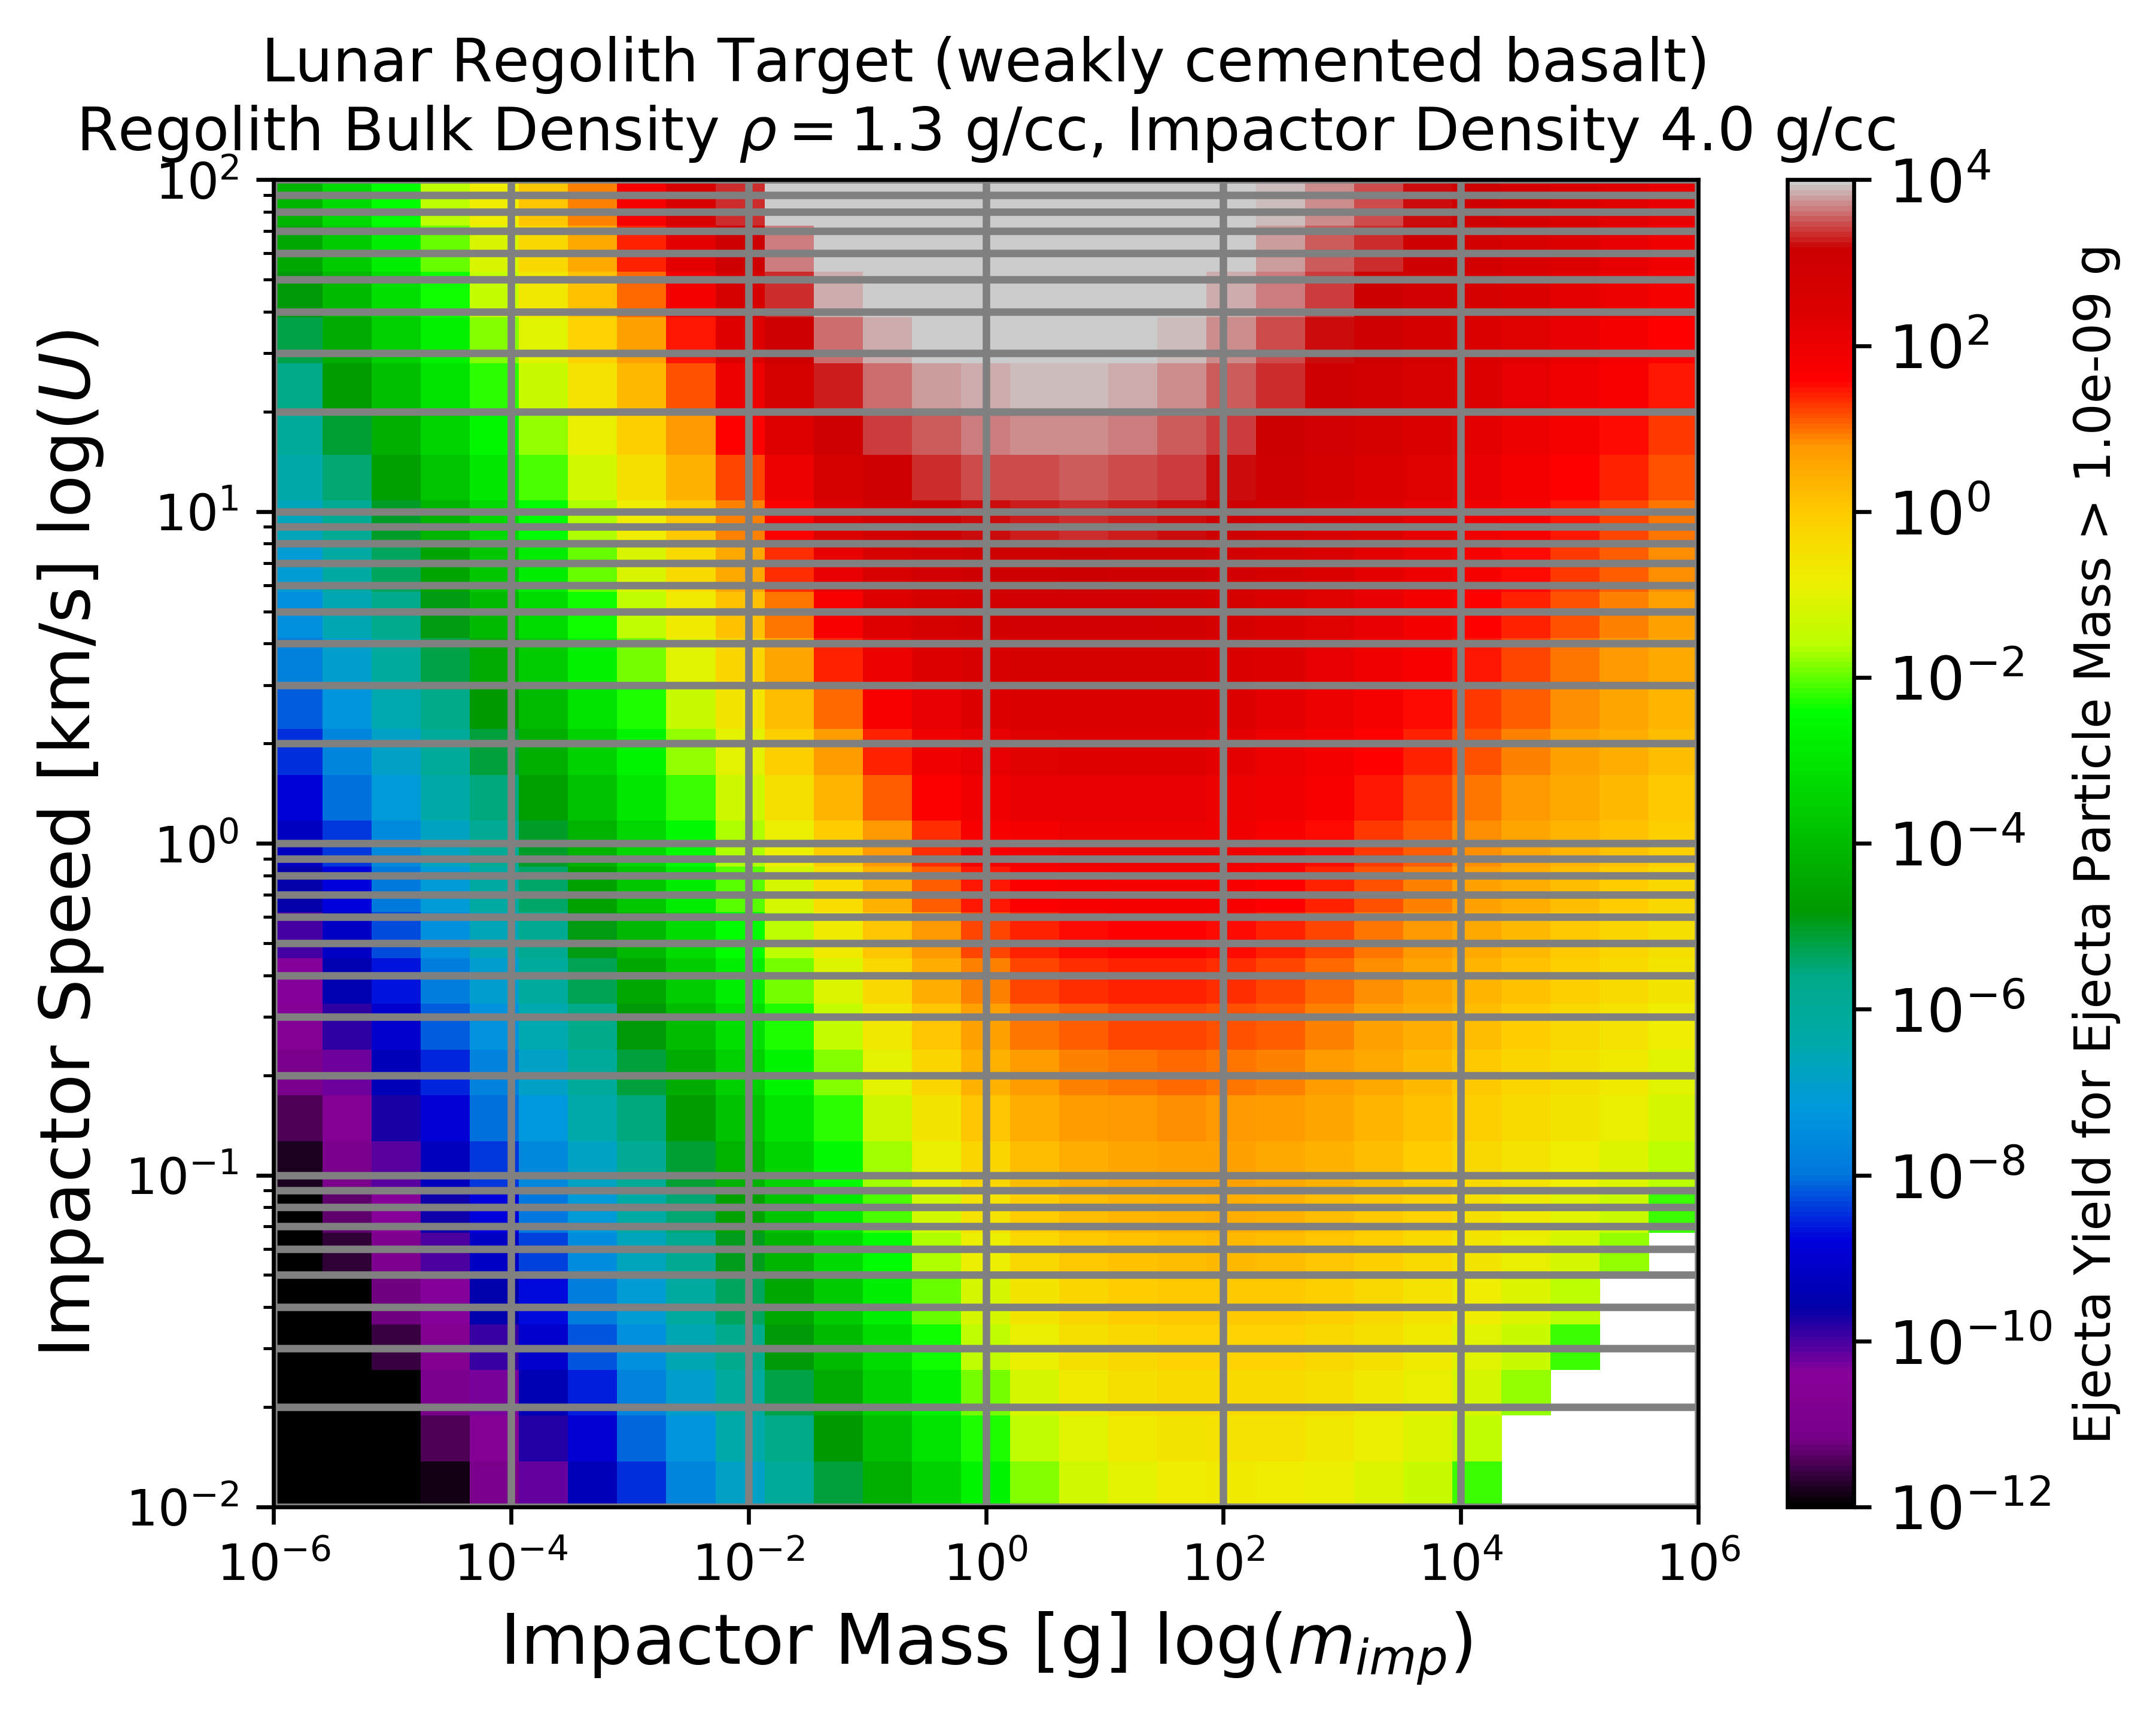 Lunar Regolith Target (weakly cemented basalt)
Regolith Bulk Density ρ = 1.3 g/cc, Impactor Density 4.0 g/cc
Impactor Speed [km/s] log(U)
10²
10¹
10⁰
10⁻¹
10⁻²
10⁻⁶ 10⁻⁴ 10⁻² 10⁰ 10² 10⁴ 10⁶
Impactor Mass [g] log(m_imp)
10⁴
10²
10⁰
10⁻²
10⁻⁴
10⁻⁶
10⁻⁸
10⁻¹⁰
10⁻¹²
Ejecta Yield for Ejecta Particle Mass > 1.0e-09 g